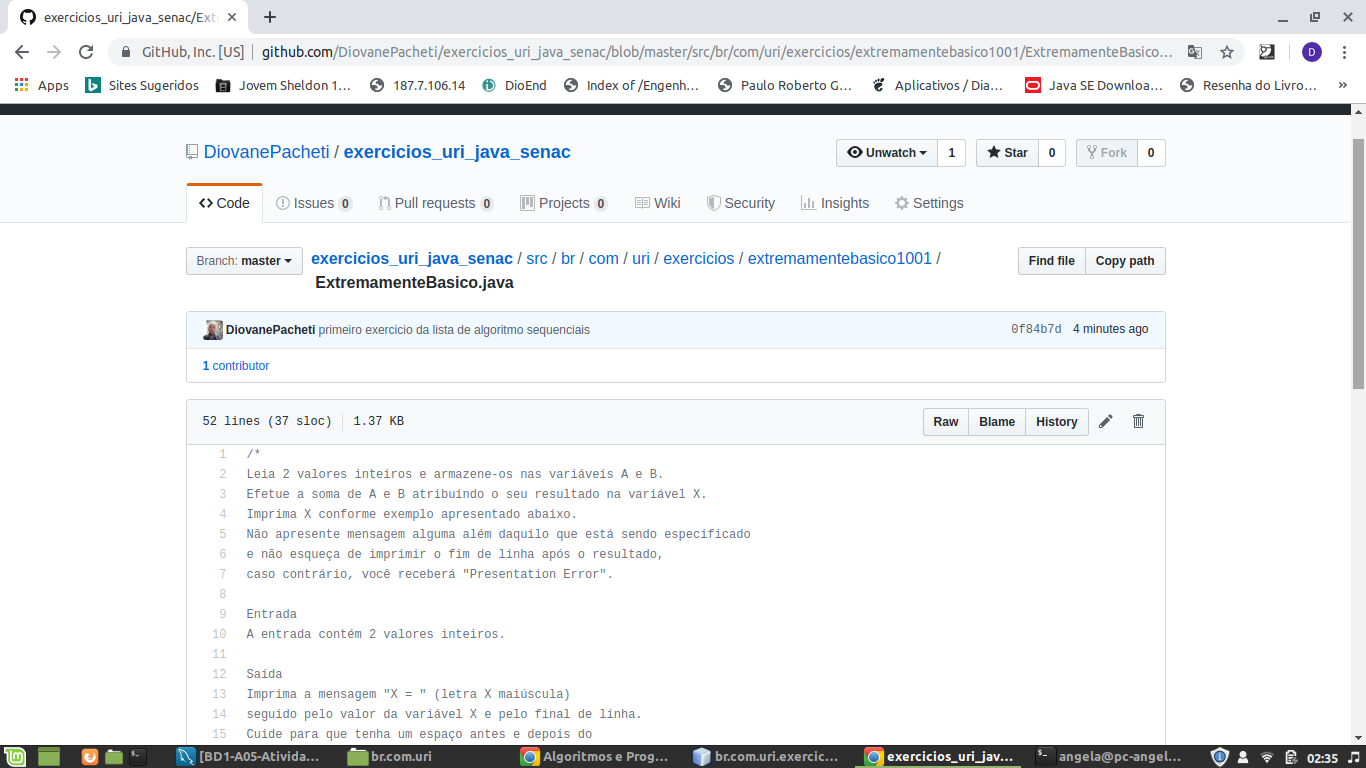 exercicios_uri_java_senac/Ext
GitHub, Inc. [US]
github.com/DiovanePacheti/exercicios_uri_java_senac/blob/master/src/br/com/uri/exercicios/extremamentebasico1001/ExtremamenteBasico…
D
Apps
Sites Sugeridos
Jovem Sheldon 1…
187.7.106.14
DioEnd
Index of /Engenh…
Paulo Roberto G…
Aplicativos / Dia…
Java SE Downloa…
Resenha do Livro…
»
DiovanePacheti / exercicios_uri_java_senac
Unwatch 1
Star 0
Fork 0
Code
Issues 0
Pull requests 0
Projects 0
Wiki
Security
Insights
Settings
Branch: master
exercicios_uri_java_senac / src / br / com / uri / exercicios / extremamentebasico1001 /
ExtremamenteBasico.java
Find file
Copy path
DiovanePacheti primeiro exercicio da lista de algoritmo sequenciais
0f84b7d 4 minutes ago
1 contributor
52 lines (37 sloc) 1.37 KB
Raw
Blame
History
1 /*
2 Leia 2 valores inteiros e armazene-os nas variáveis A e B.
3 Efetue a soma de A e B atribuindo o seu resultado na variável X.
4 Imprima X conforme exemplo apresentado abaixo.
5 Não apresente mensagem alguma além daquilo que está sendo especificado
6 e não esqueça de imprimir o fim de linha após o resultado,
7 caso contrário, você receberá "Presentation Error".
8
9 Entrada
10 A entrada contém 2 valores inteiros.
11
12 Saída
13 Imprima a mensagem "X = " (letra X maiúscula)
14 seguido pelo valor da variável X e pelo final de linha.
15 Cuide para que tenha um espaço antes e depois do
[BD1-A05-Ativida…
br.com.uri
Algoritmos e Prog…
br.com.uri.exercic…
exercicios_uri_jav…
angela@pc-angel…
02:35